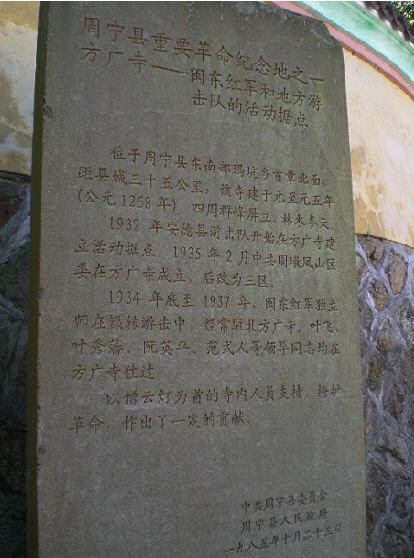 周宁县重要革命纪念地之一
方广寺——闽东红军和地方游
击队的活动据点
位于周宁县东南部玛坑乡首章北面,
距县城三十五公里,该寺建于元至元五年
(公元1268年)四周群峰屏立、林木参天。
1932年安德县游击队开始在方广寺建
立活动据点。1935年2月中共周墩凤山区
委在方广寺成立,后改为三区。
1934年底至1937年,闽东红军独立
师在辗转游击中,经常驻扎方广寺。叶飞、
叶秀藩、阮英平、范式人等领导同志均在
方广寺住过
以僧云灯为首的寺内人员支持、掩护
革命,作出了一定的贡献。
中共周宁县委员会
周宁县人民政府
一九八五年十月二十三日